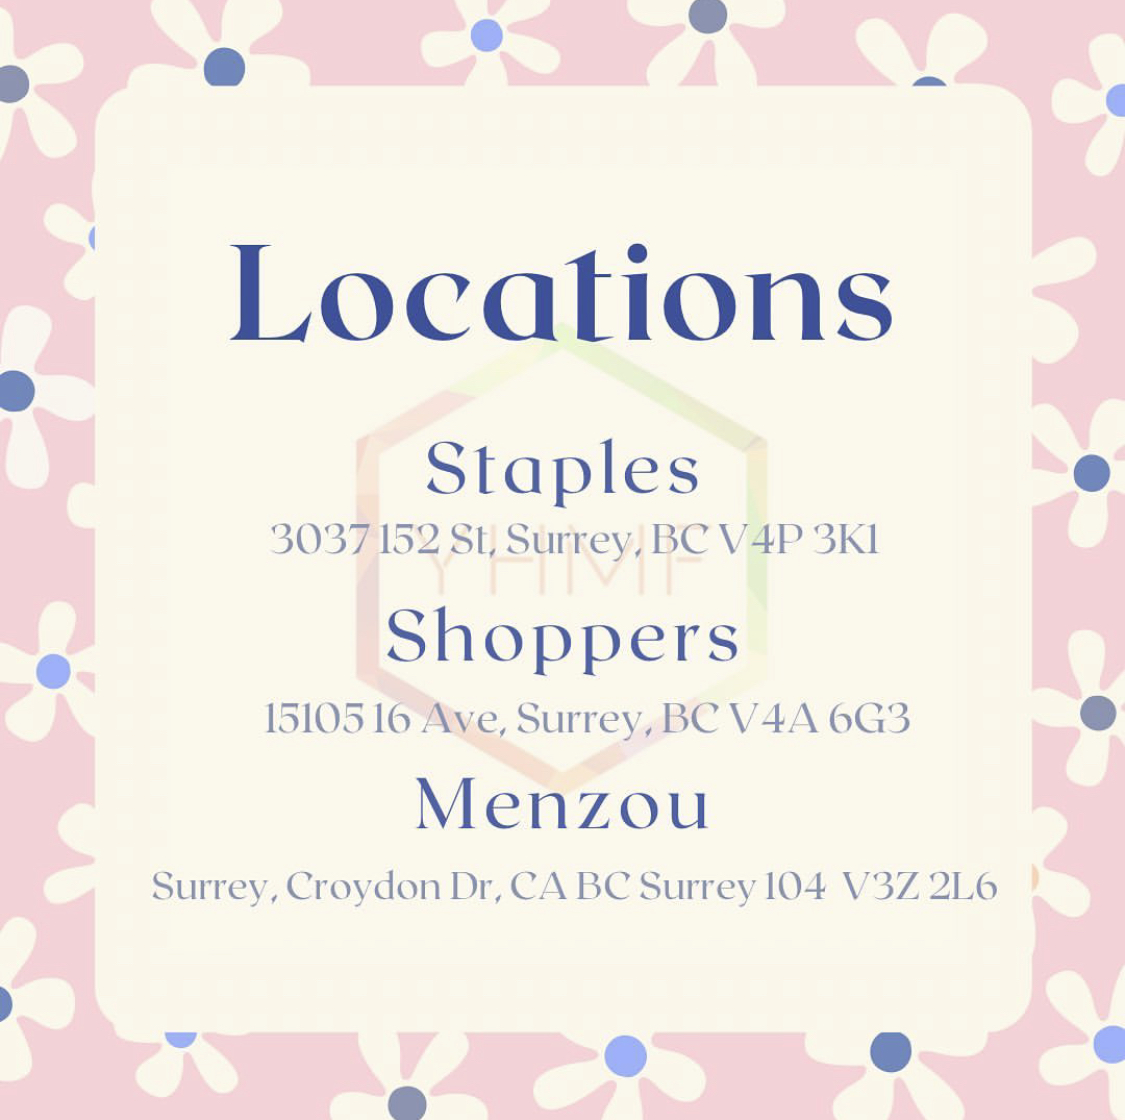 Locations
Staples
3037 152 St, Surrey, BC V4P 3K1
YHMF
Shoppers
15105 16 Ave, Surrey, BC V4A 6G3
Menzou
Surrey, Croydon Dr, CA BC Surrey 104 V3Z 2L6